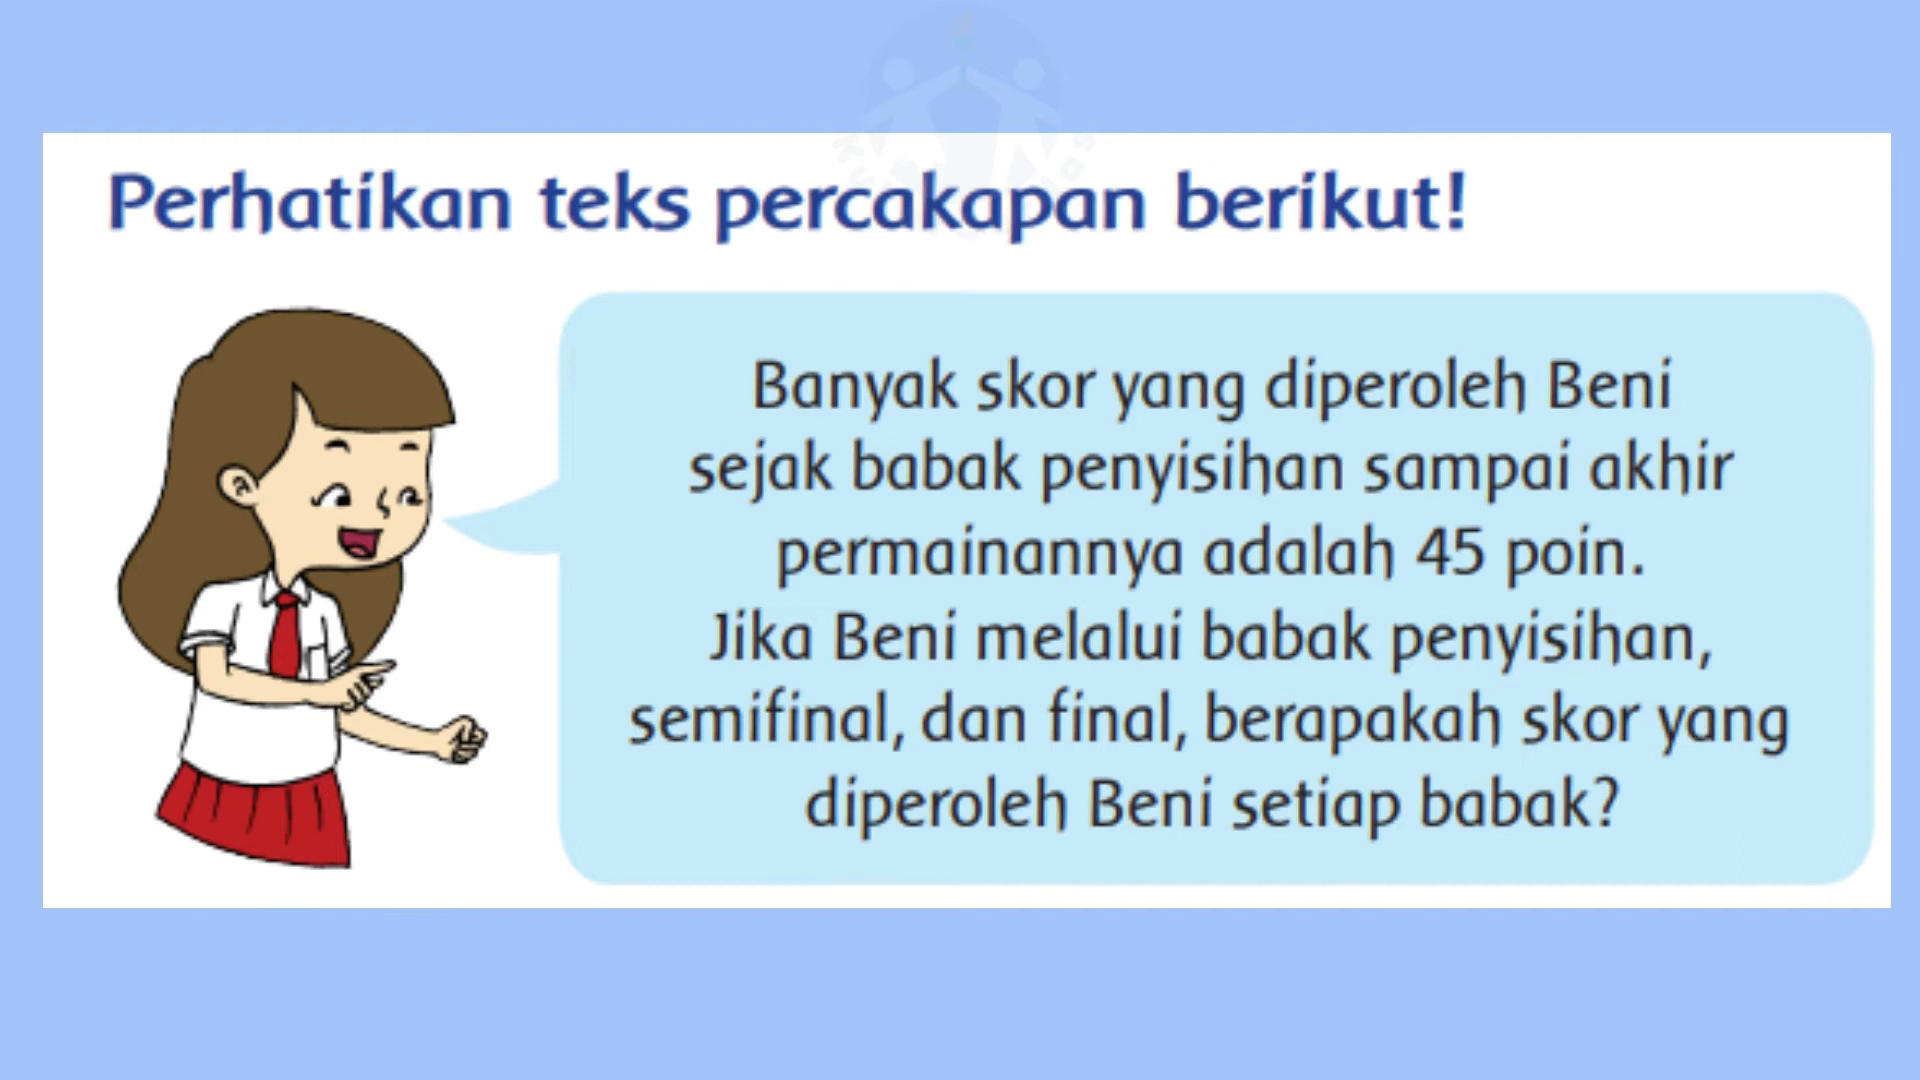 Perhatikan teks percakapan berikut!
Banyak skor yang diperoleh Beni
sejak babak penyisihan sampai akhir
permainannya adalah 45 poin.
Jika Beni melalui babak penyisihan,
semifinal, dan final, berapakah skor yang
diperoleh Beni setiap babak?